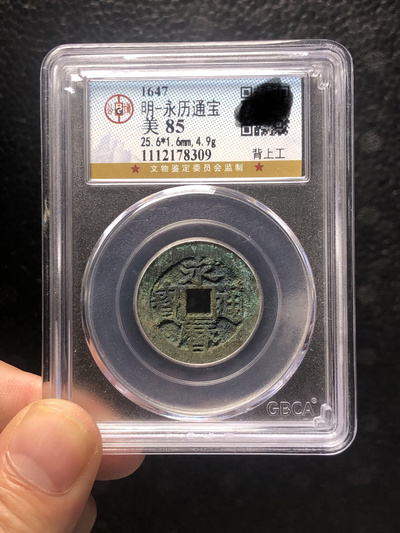 1647
明-永历通宝
美 85
25.6*1.6mm,4.9g
1112178309
背上工
★ 文物鉴定委员会监制 ★
永曆通寶
GBCA®